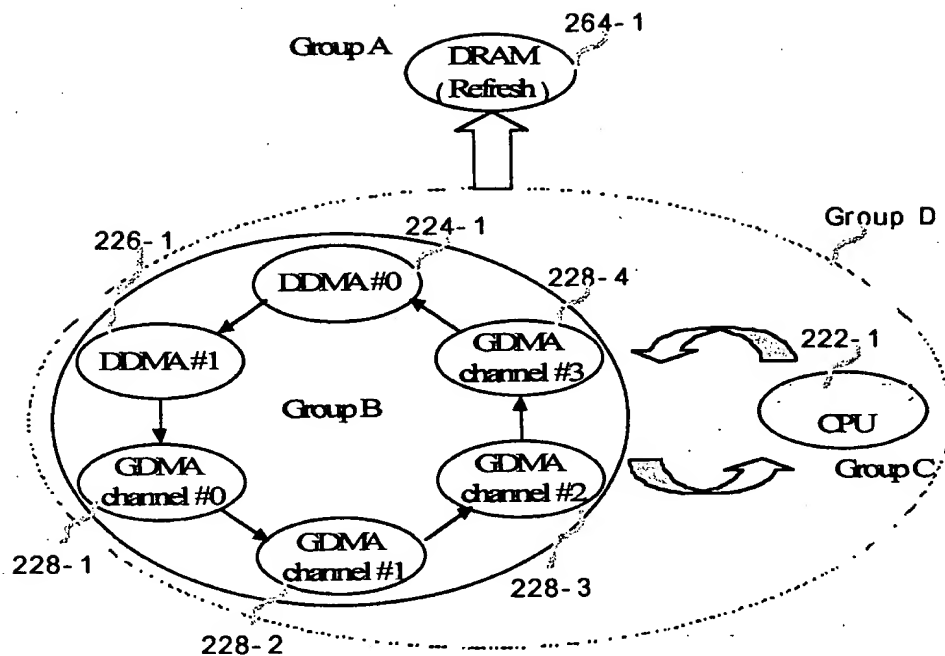 264-1
Group A
DRAM
(Refresh)
Group D
226-1
224-1
DDMA #0
228-4
DDMA #1
GDMA
channel #3
222-1
Group B
CPU
Group C
GDMA
channel #0
GDMA
channel #2
GDMA
channel #1
228-1
228-3
228-2